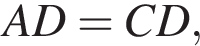 AD = CD,